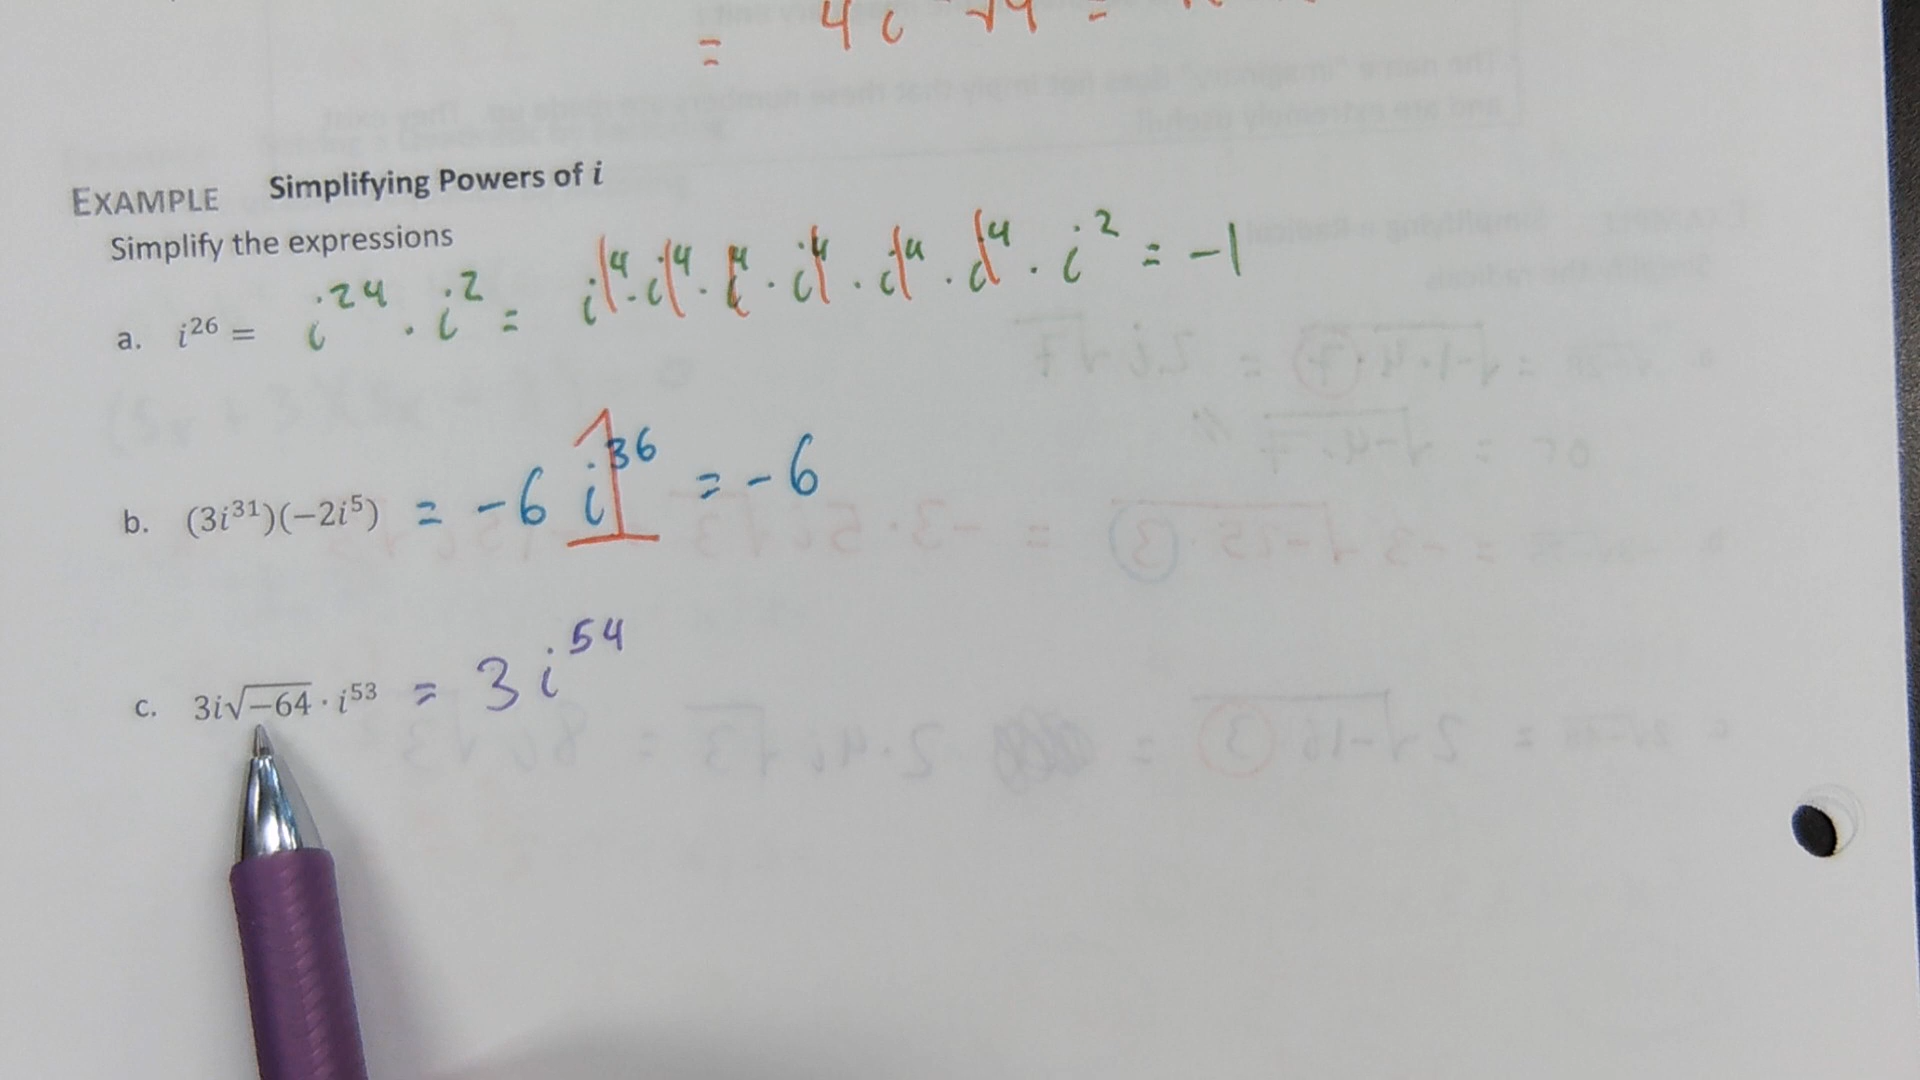 = 4i √4 =
EXAMPLE Simplifying Powers of i
Simplify the expressions
a. i²⁶ = i²⁴ · i² = i⁴ · i⁴ · i⁴ · i⁴ · i⁴ · i⁴ · i² = -1
b. (3i³¹)(−2i⁵) = -6 i³⁶ = -6
c. 3i√−64 · i⁵³ = 3 i⁵⁴